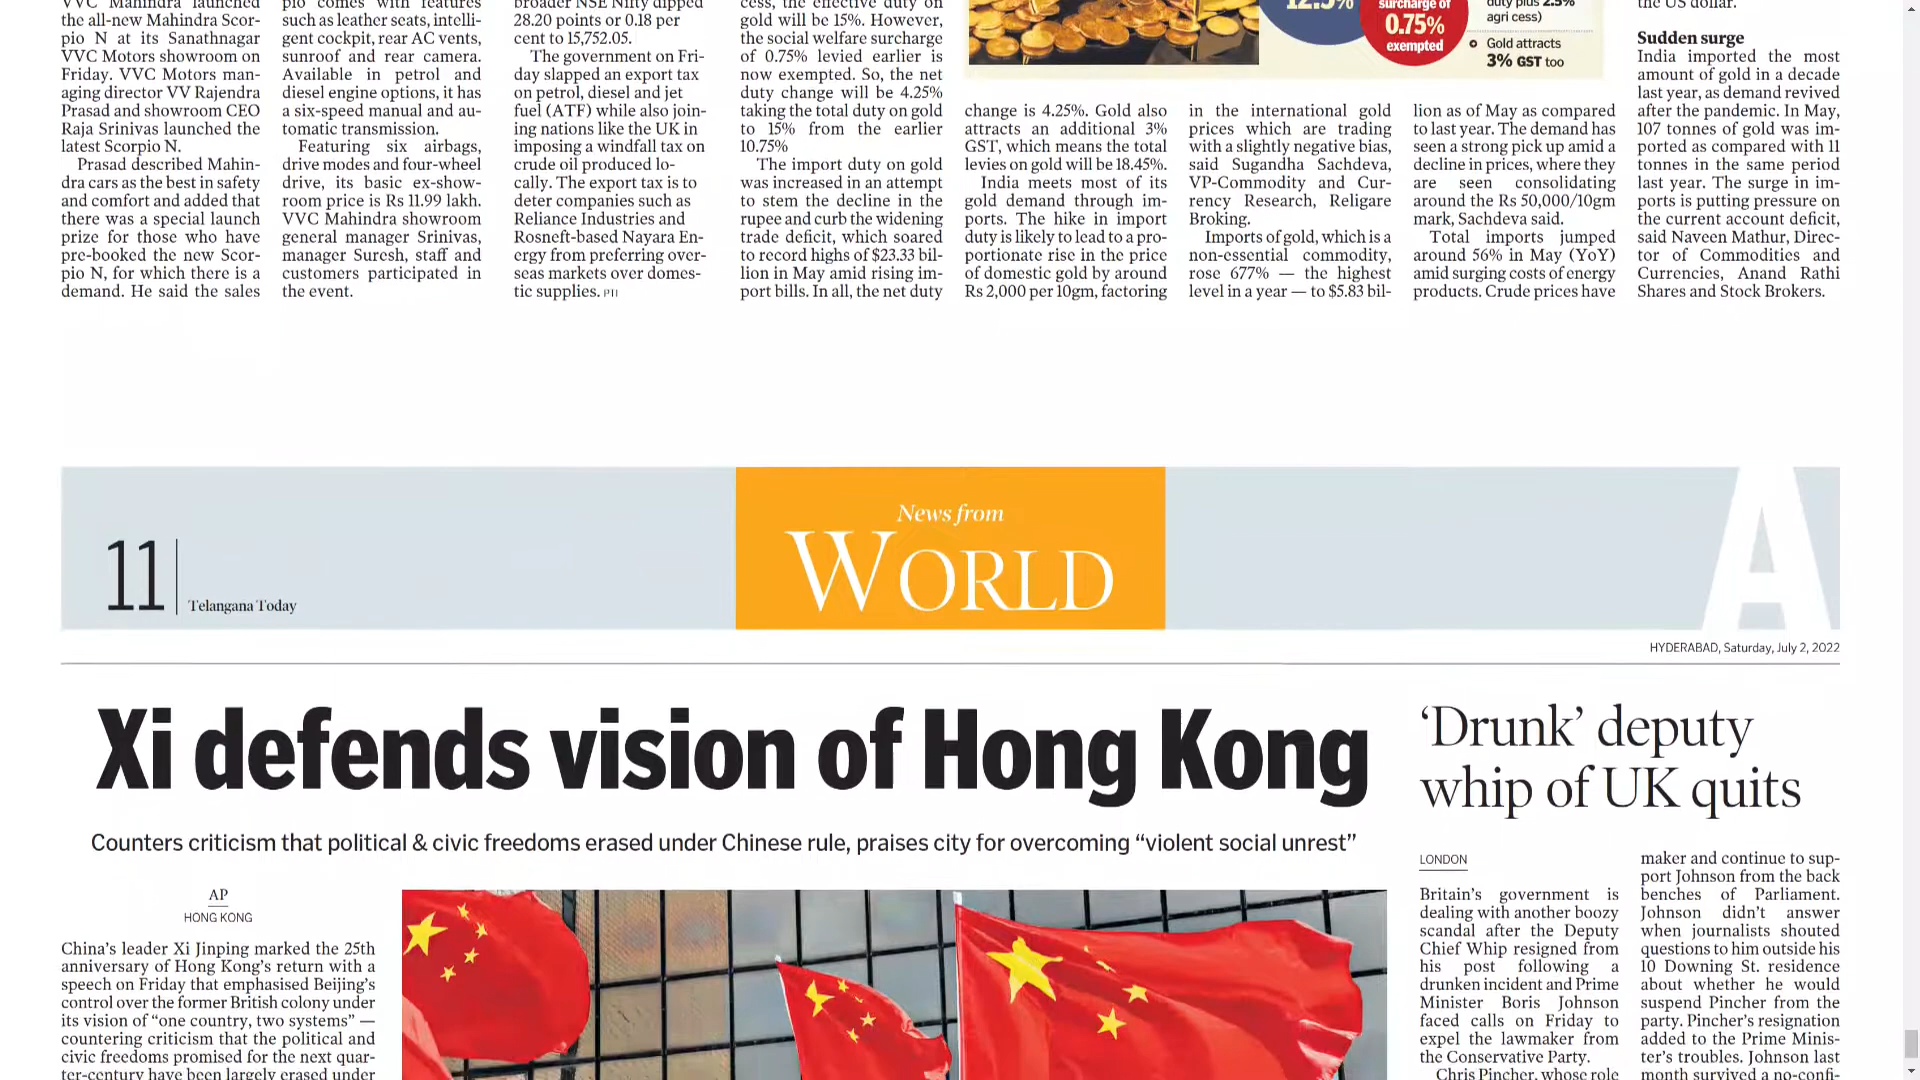 VVC Mahindra launched
the all-new Mahindra Scor-
pio N at its Sanathnagar
VVC Motors showroom on
Friday. VVC Motors man-
aging director VV Rajendra
Prasad and showroom CEO
Raja Srinivas launched the
latest Scorpio N.
Prasad described Mahin-
dra cars as the best in safety
and comfort and added that
there was a special launch
prize for those who have
pre-booked the new Scor-
pio N, for which there is a
demand. He said the sales
pio comes with features
such as leather seats, intelli-
gent cockpit, rear AC vents,
sunroof and rear camera.
Available in petrol and
diesel engine options, it has
a six-speed manual and au-
tomatic transmission.
Featuring six airbags,
drive modes and four-wheel
drive, its basic ex-show-
room price is Rs 11.99 lakh.
VVC Mahindra showroom
general manager Srinivas,
manager Suresh, staff and
customers participated in
the event.
broader NSE Nifty dipped
28.20 points or 0.18 per
cent to 15,752.05.
The government on Fri-
day slapped an export tax
on petrol, diesel and jet
fuel (ATF) while also join-
ing nations like the UK in
imposing a windfall tax on
crude oil produced lo-
cally. The export tax is to
deter companies such as
Reliance Industries and
Rosneft-based Nayara En-
ergy from preferring over-
seas markets over domes-
tic supplies. PTI
cess, the effective duty on
gold will be 15%. However,
the social welfare surcharge
of 0.75% levied earlier is
now exempted. So, the net
duty change will be 4.25%
taking the total duty on gold
to 15% from the earlier
10.75%
The import duty on gold
was increased in an attempt
to stem the decline in the
rupee and curb the widening
trade deficit, which soared
to record highs of $23.33 bil-
lion in May amid rising im-
port bills. In all, the net duty
12.5%
surcharge of
0.75%
exempted
duty plus 2.5%
agri cess)
Gold attracts
3% GST too
change is 4.25%. Gold also
attracts an additional 3%
GST, which means the total
levies on gold will be 18.45%.
India meets most of its
gold demand through im-
ports. The hike in import
duty is likely to lead to a pro-
portionate rise in the price
of domestic gold by around
Rs 2,000 per 10gm, factoring
in the international gold
prices which are trading
with a slightly negative bias,
said Sugandha Sachdeva,
VP-Commodity and Cur-
rency Research, Religare
Broking.
Imports of gold, which is a
non-essential commodity,
rose 677% — the highest
level in a year — to $5.83 bil-
lion as of May as compared
to last year. The demand has
seen a strong pick up amid a
decline in prices, where they
are seen consolidating
around the Rs 50,000/10gm
mark, Sachdeva said.
Total imports jumped
around 56% in May (YoY)
amid surging costs of energy
products. Crude prices have
the US dollar.
Sudden surge
India imported the most
amount of gold in a decade
last year, as demand revived
after the pandemic. In May,
107 tonnes of gold was im-
ported as compared with 11
tonnes in the same period
last year. The surge in im-
ports is putting pressure on
the current account deficit,
said Naveen Mathur, Direc-
tor of Commodities and
Currencies, Anand Rathi
Shares and Stock Brokers.
11
Telangana Today
News from
WORLD
A
HYDERABAD, Saturday, July 2, 2022
Xi defends vision of Hong Kong
Counters criticism that political & civic freedoms erased under Chinese rule, praises city for overcoming “violent social unrest”
AP
HONG KONG
China’s leader Xi Jinping marked the 25th
anniversary of Hong Kong’s return with a
speech on Friday that emphasised Beijing’s
control over the former British colony under
its vision of “one country, two systems” —
countering criticism that the political and
civic freedoms promised for the next quar-
ter-century have been largely erased under
‘Drunk’ deputy
whip of UK quits
LONDON
Britain’s government is
dealing with another boozy
scandal after the Deputy
Chief Whip resigned from
his post following a
drunken incident and Prime
Minister Boris Johnson
faced calls on Friday to
expel the lawmaker from
the Conservative Party.
Chris Pincher, whose role
maker and continue to sup-
port Johnson from the back
benches of Parliament.
Johnson didn’t answer
when journalists shouted
questions to him outside his
10 Downing St. residence
about whether he would
suspend Pincher from the
party. Pincher’s resignation
added to the Prime Minis-
ter’s troubles. Johnson last
month survived a no-confi-